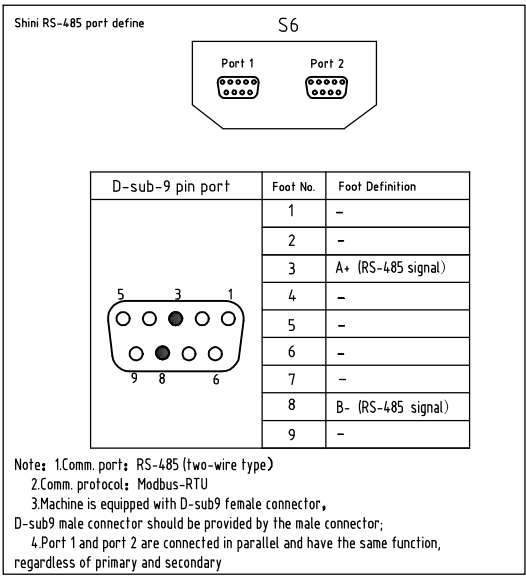 Shini RS-485 port define
S6
Port 1 Port 2
D-sub-9 pin port Foot No. Foot Definition
1 -
2 -
3 A+ (RS-485 signal)
4 -
5 -
6 -
7 -
8 B- (RS-485 signal)
9 -
5 3 1
9 8 6
Note: 1.Comm. port: RS-485 (two-wire type)
2.Comm. protocol: Modbus-RTU
3.Machine is equipped with D-sub9 female connector,
D-sub9 male connector should be provided by the male connector;
4.Port 1 and port 2 are connected in parallel and have the same function,
regardless of primary and secondary